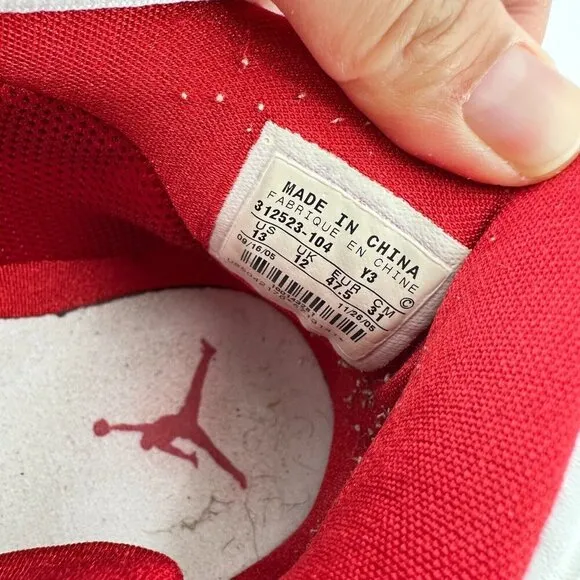 MADE IN CHINA
FABRIQUE EN CHINE
312523-104 Y3
US UK EUR CM
13 12 47.5 31
09/16/05 11/26/05